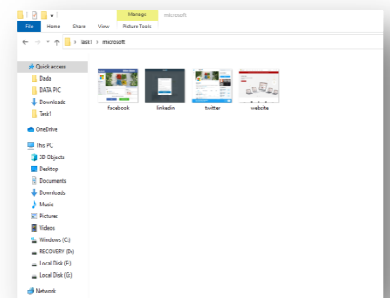 Manage
microsoft
File Home Share View Picture Tools
Task1 > microsoft
Quick access
Dada
DATA PIC
Downloads
Task1
OneDrive
This PC
3D Objects
Desktop
Documents
Downloads
Music
Pictures
Videos
Windows (C:)
RECOVERY (D:)
Local Disk (F:)
Local Disk (G:)
Network
facebook
linkedin
twitter
website